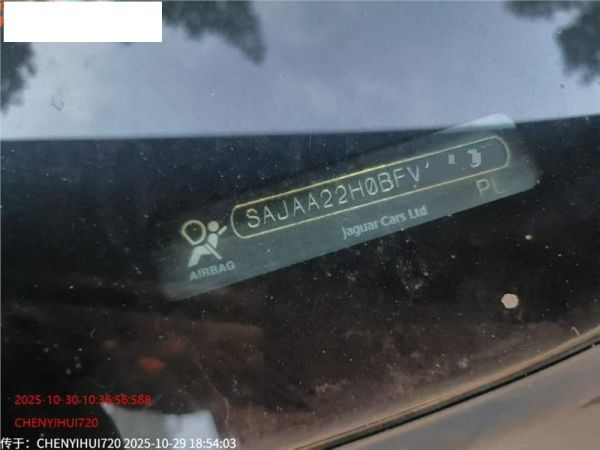 SAJAA22H0BFV
PL
Jaguar Cars Ltd
AIRBAG
2025-10-30-10:36:56:588
CHENYIHUI720
传于: CHENYIHUI720 2025-10-29 18:54:03